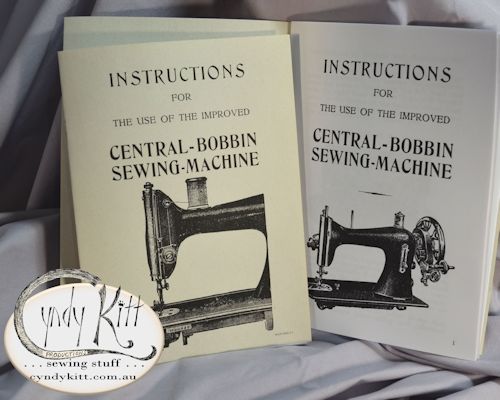 INSTRUCTIONS
FOR
THE USE OF THE IMPROVED
CENTRAL-BOBBIN
SEWING-MACHINE
INSTRUCTIONS
FOR
THE USE OF THE IMPROVED
CENTRAL-BOBBIN
SEWING-MACHINE
1
Cyndy Kitt
PRODUCTIONS
. . . sewing stuff . . .
cyndykitt.com.au